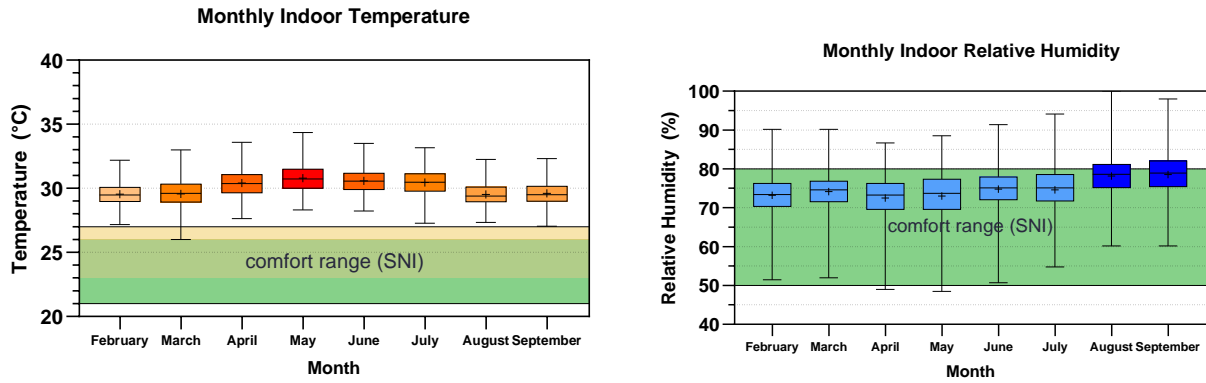 Monthly Indoor Temperature
Temperature (°C)
40
35
30
25
20
comfort range (SNI)
February March April May June July August September
Month
Monthly Indoor Relative Humidity
Relative Humidity (%)
100
90
80
70
60
50
40
comfort range (SNI)
February March April May June July August September
Month